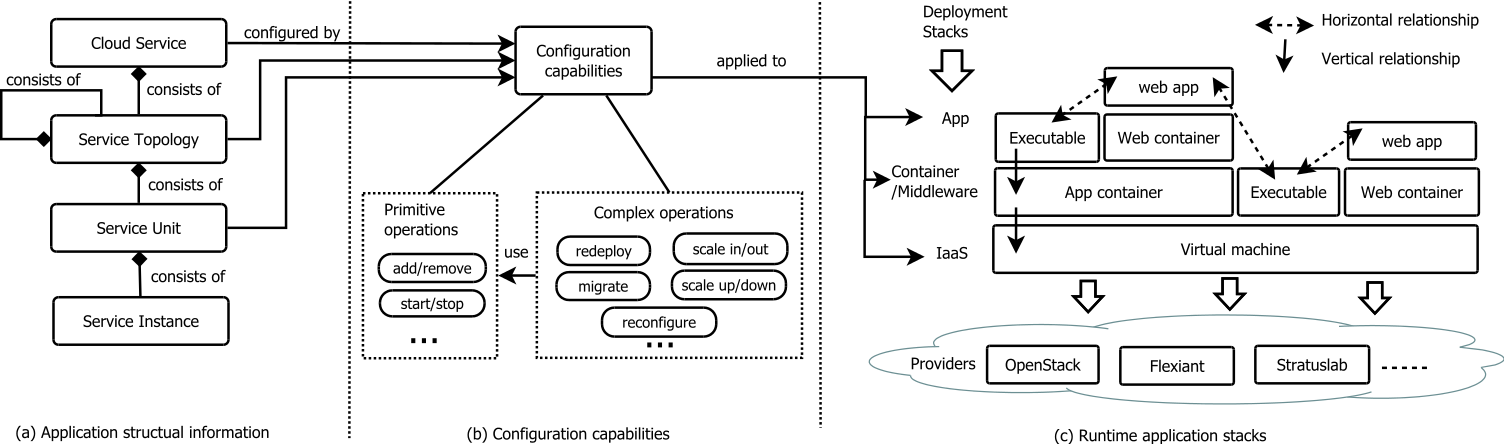 Cloud Service
configured by
consists of
consists of
Service Topology
consists of
Service Unit
consists of
Service Instance
(a) Application structual information
Configuration
capabilities
applied to
Primitive
operations
add/remove
start/stop
...
use
Complex operations
redeploy
scale in/out
migrate
scale up/down
reconfigure
...
(b) Configuration capabilities
Deployment
Stacks
Horizontal relationship
Vertical relationship
App
Container
/Middleware
IaaS
web app
Executable
Web container
web app
App container
Executable
Web container
Virtual machine
Providers
OpenStack
Flexiant
Stratuslab
(c) Runtime application stacks